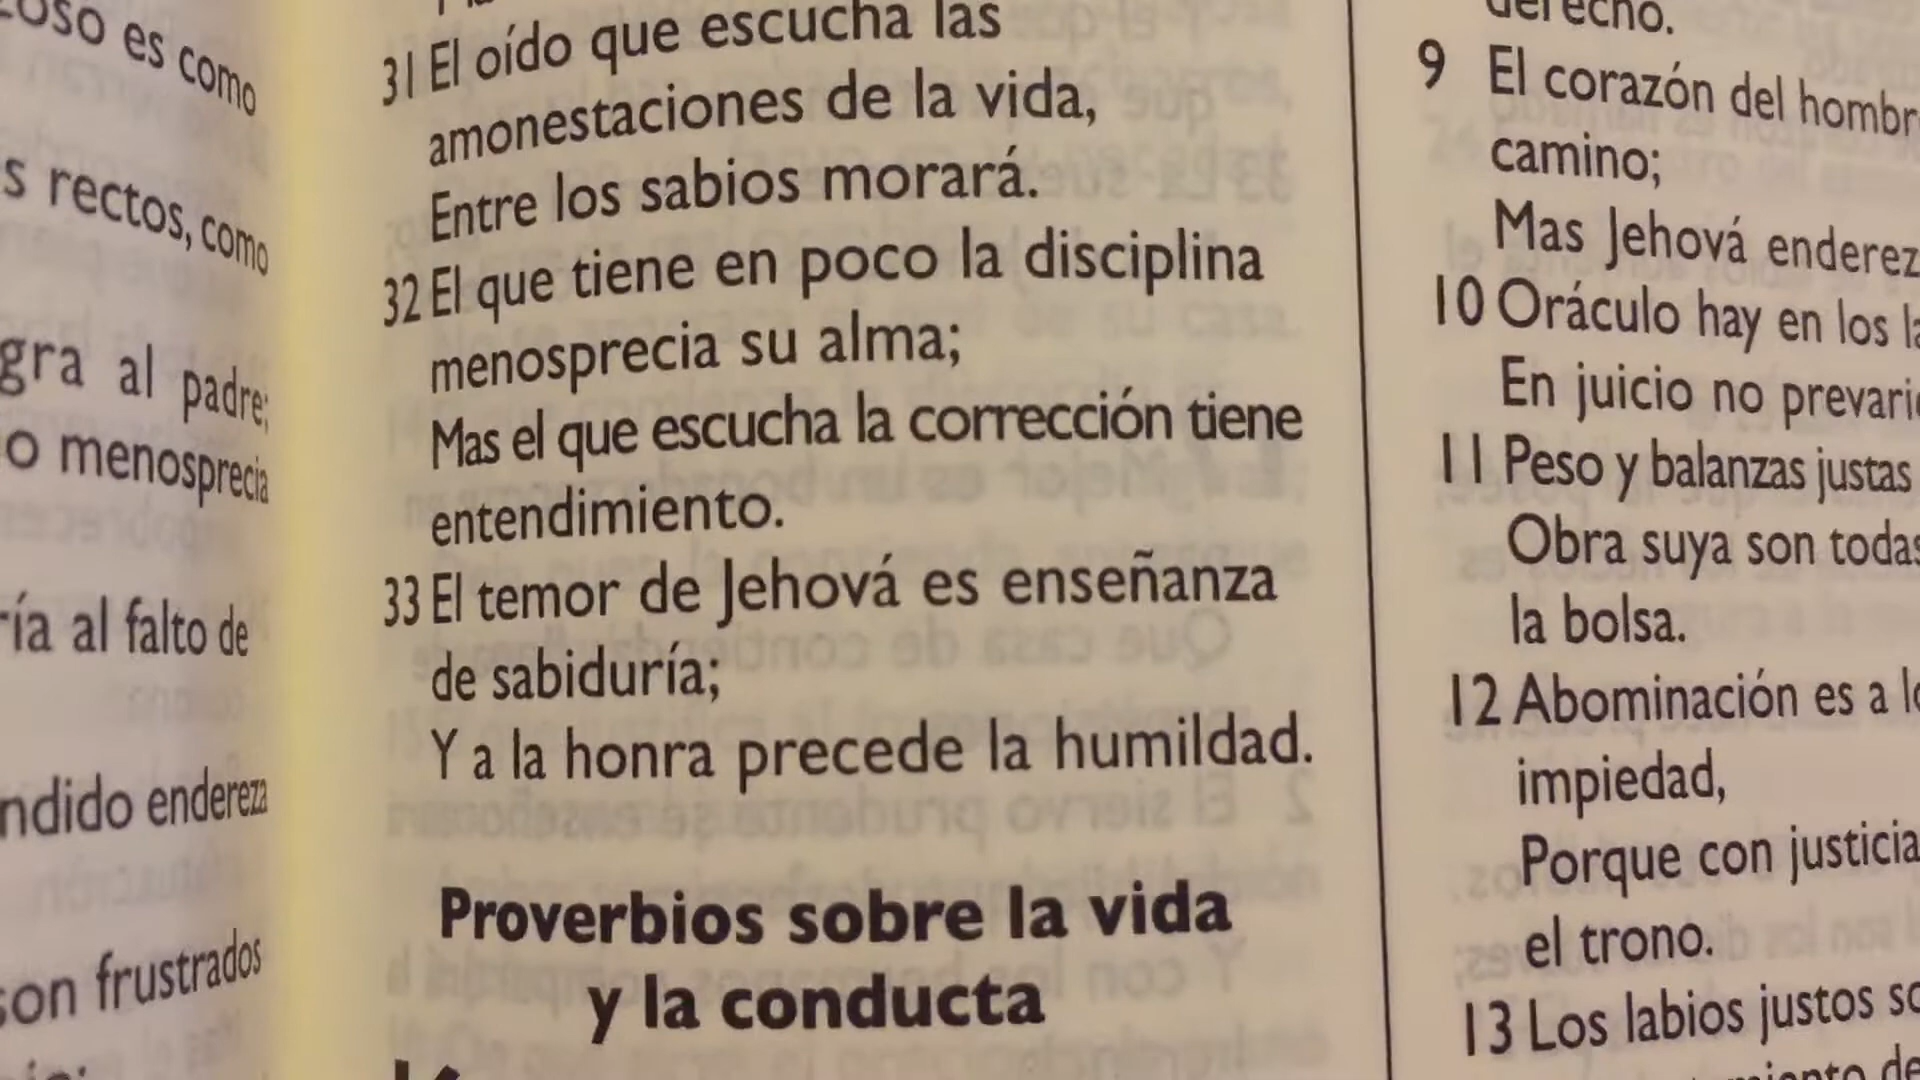 es como
s rectos, como
al padre;
o menosprecia
al falto de
endereza
son frustrados
31 El oído que escucha las
amonestaciones de la vida,
Entre los sabios morará.
32 El que tiene en poco la disciplina
menosprecia su alma;
Mas el que escucha la corrección tiene
entendimiento.
33 El temor de Jehová es enseñanza
de sabiduría;
Y a la honra precede la humildad.
Proverbios sobre la vida
y la conducta
derecho.
9 El corazón del hombr
camino;
Mas Jehová enderez
10 Oráculo hay en los la
En juicio no prevari
11 Peso y balanzas justas
Obra suya son todas
la bolsa.
12 Abominación es a lo
impiedad,
Porque con justicia
el trono.
13 Los labios justos so